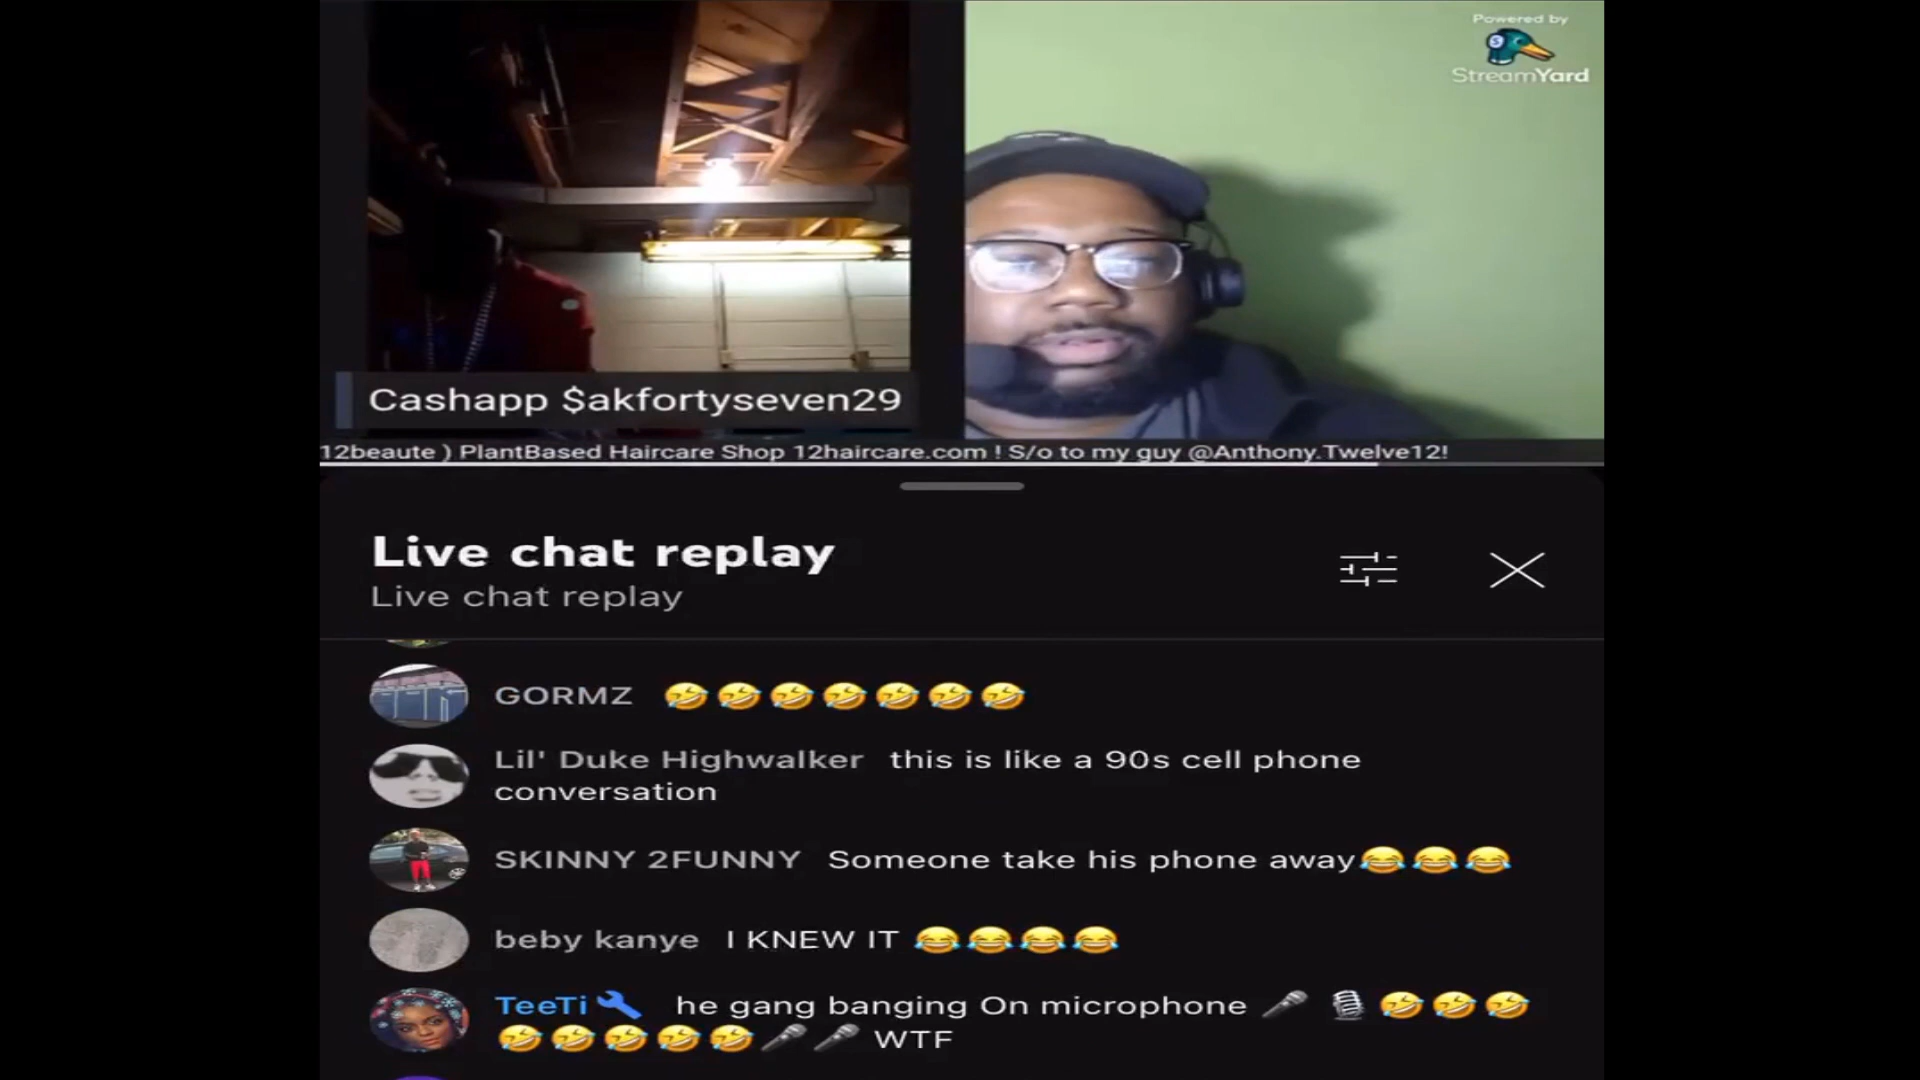 Powered by
StreamYard
Cashapp $akfortyseven29
12beaute ) PlantBased Haircare Shop 12haircare.com ! S/o to my guy @Anthony.Twelve12!
Live chat replay
Live chat replay
GORMZ 🤣🤣🤣🤣🤣🤣🤣
Lil' Duke Highwalker this is like a 90s cell phone
conversation
SKINNY 2FUNNY Someone take his phone away😂😂😂
beby kanye I KNEW IT 😂😂😂😂
TeeTi🔧 he gang banging On microphone🎤 🎙️🤣🤣🤣
🤣🤣🤣🤣🤣🎤🎤 WTF